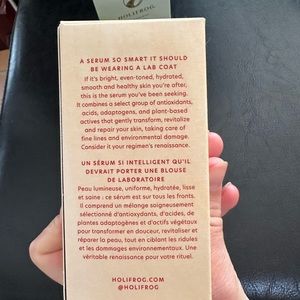 HOLIFROG
A SERUM SO SMART IT SHOULD
BE WEARING A LAB COAT
If it's bright, even-toned, hydrated,
smooth and healthy skin you're after,
this is the serum you've been seeking.
It combines a select group of antioxidants,
acids, adaptogens, and plant-based
actives that gently transform, revitalize
and repair your skin, taking care of
fine lines and environmental damage.
Consider it your regimen's renaissance.
UN SÉRUM SI INTELLIGENT QU'IL
DEVRAIT PORTER UNE BLOUSE
DE LABORATOIRE
Peau lumineuse, uniforme, hydratée, lisse
et saine : ce sérum est sur tous les fronts.
Il comprend un mélange soigneusement
sélectionné d'antioxydants, d'acides, de
plantes adaptogènes et d'actifs végétaux
pour transformer en douceur, revitaliser et
réparer la peau, tout en ciblant les ridules
et les dommages environnementaux. Une
véritable renaissance pour votre rituel.
HOLIFROG.COM
@HOLIFROG